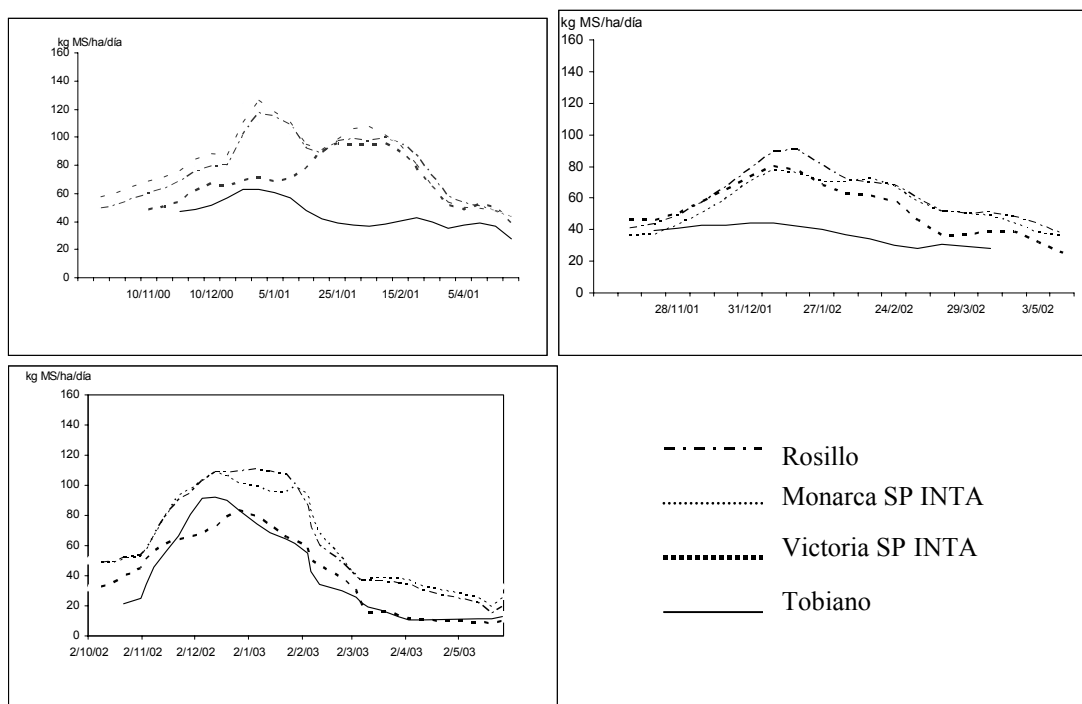 kg MS/ha/día
160
140
120
100
80
60
40
20
0
10/11/00 10/12/00 5/1/01 25/1/01 15/2/01 5/4/01
kg MS/ha/día
160
140
120
100
80
60
40
20
0
28/11/01 31/12/01 27/1/02 24/2/02 29/3/02 3/5/02
kg MS/ha/día
160
140
120
100
80
60
40
20
0
2/10/02 2/11/02 2/12/02 2/1/03 2/2/03 2/3/03 2/4/03 2/5/03
Rosillo
Monarca SP INTA
Victoria SP INTA
Tobiano